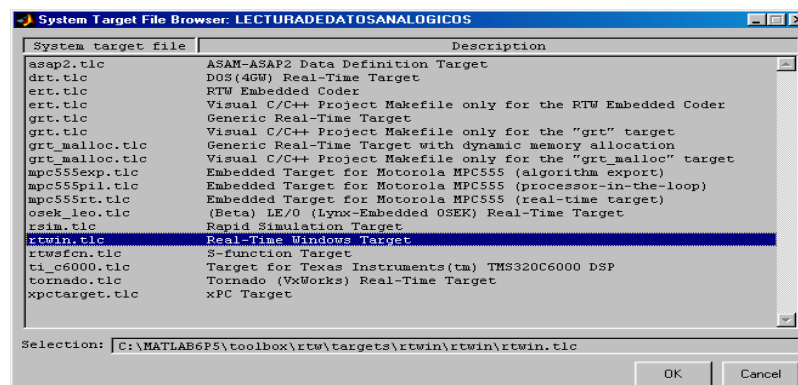 System Target File Browser: LECTURADEDATOSANALOGICOS
System target file Description
asap2.tlc ASAM-ASAP2 Data Definition Target
drt.tlc DOS(4GW) Real-Time Target
ert.tlc RTW Embedded Coder
ert.tlc Visual C/C++ Project Makefile only for the RTW Embedded Coder
grt.tlc Generic Real-Time Target
grt.tlc Visual C/C++ Project Makefile only for the "grt" target
grt_malloc.tlc Generic Real-Time Target with dynamic memory allocation
grt_malloc.tlc Visual C/C++ Project Makefile only for the "grt_malloc" target
mpc555exp.tlc Embedded Target for Motorola MPC555 (algorithm export)
mpc555pil.tlc Embedded Target for Motorola MPC555 (processor-in-the-loop)
mpc555rt.tlc Embedded Target for Motorola MPC555 (real-time target)
osek_leo.tlc (Beta) LE/O (Lynx-Embedded OSEK) Real-Time Target
rsim.tlc Rapid Simulation Target
rtwin.tlc Real-Time Windows Target
rtwsfcn.tlc S-function Target
ti_c6000.tlc Target for Texas Instruments(tm) TMS320C6000 DSP
tornado.tlc Tornado (VxWorks) Real-Time Target
xpctarget.tlc xPC Target
Selection: C:\MATLAB6P5\toolbox\rtw\targets\rtwin\rtwin\rtwin.tlc
OK Cancel